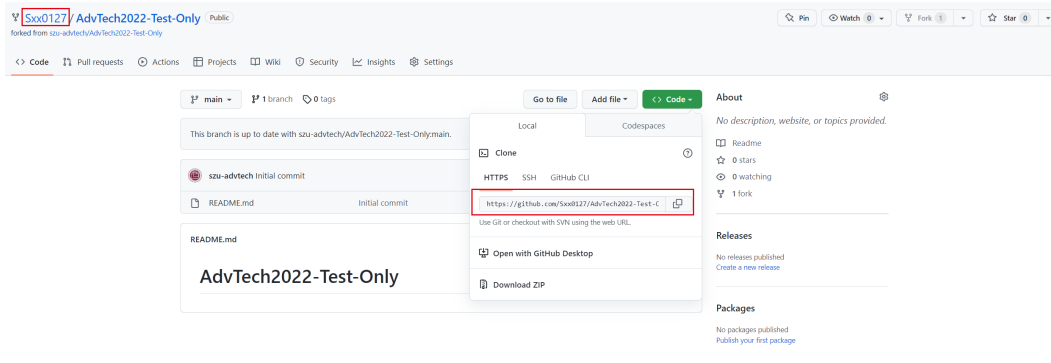 Sxx0127 / AdvTech2022-Test-Only Public
Pin Watch 0 Fork 1 Star 0
forked from szu-advtech/AdvTech2022-Test-Only
Code Pull requests Actions Projects Wiki Security Insights Settings
main 1 branch 0 tags Go to file Add file Code
This branch is up to date with szu-advtech/AdvTech2022-Test-Only:main.
szu-advtech Initial commit
README.md Initial commit
README.md
AdvTech2022-Test-Only
Local Codespaces
Clone
HTTPS SSH GitHub CLI
https://github.com/Sxx0127/AdvTech2022-Test-C
Use Git or checkout with SVN using the web URL.
Open with GitHub Desktop
Download ZIP
About
No description, website, or topics provided.
Readme
0 stars
0 watching
1 fork
Releases
No releases published
Create a new release
Packages
No packages published
Publish your first package